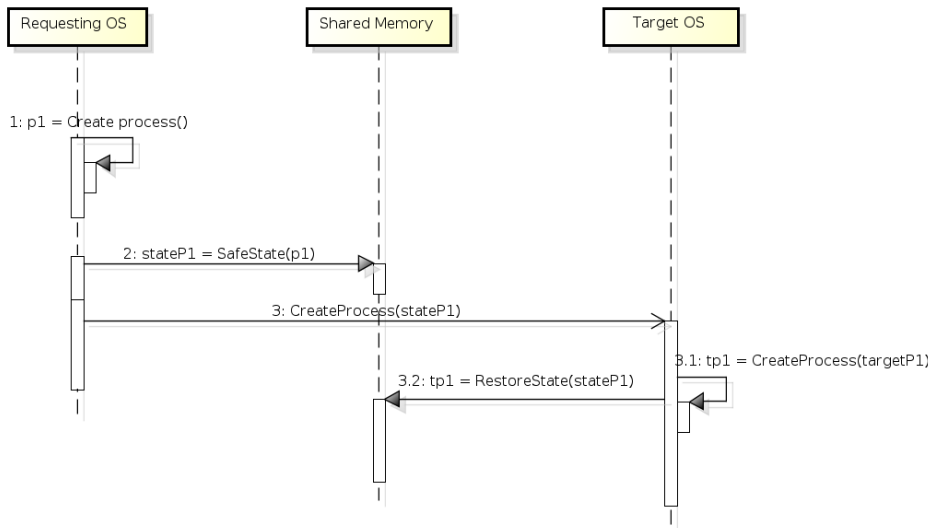 Requesting OS
Shared Memory
Target OS
1: p1 = Create process()
2: stateP1 = SafeState(p1)
3: CreateProcess(stateP1)
3.1: tp1 = CreateProcess(targetP1)
3.2: tp1 = RestoreState(stateP1)